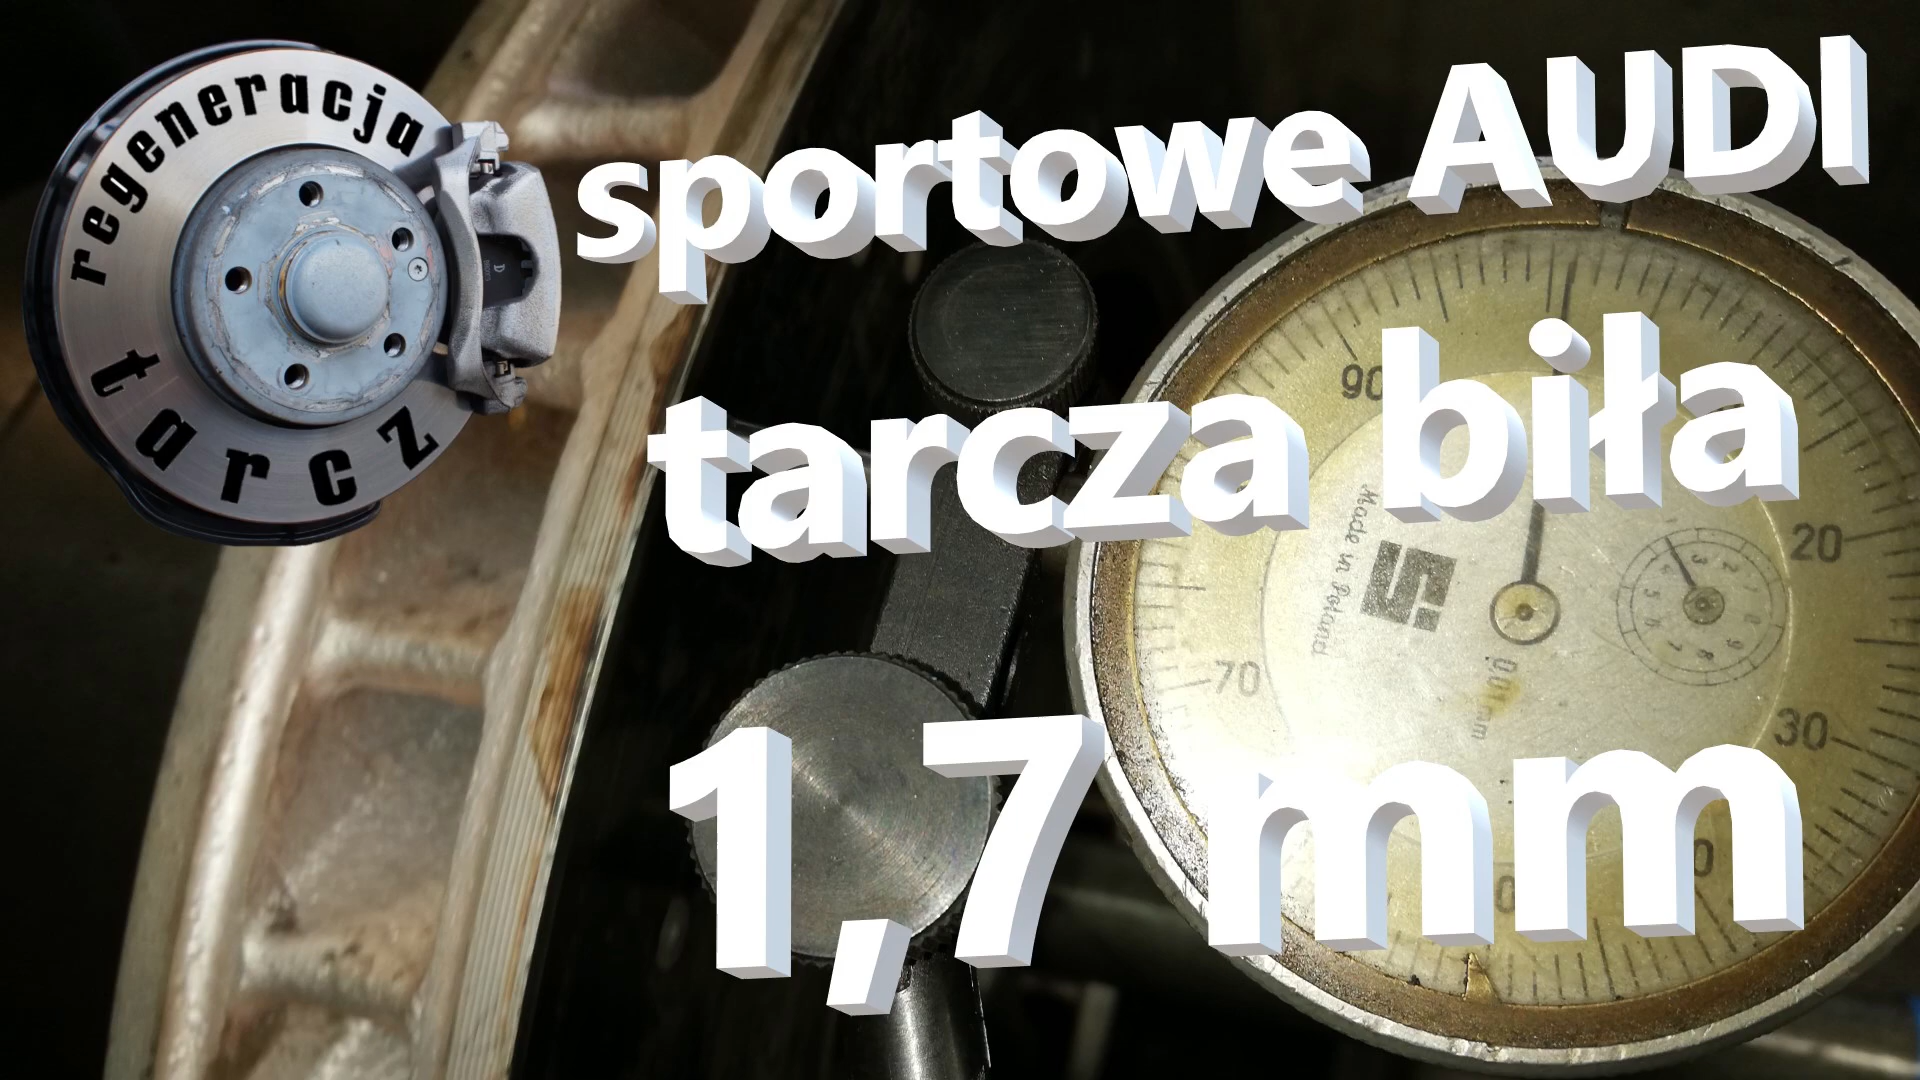 regeneracja
tarcz
sportowe AUDI
tarcza biła
1,7 mm
90
20
70
30
Made in Poland
0,01 mm